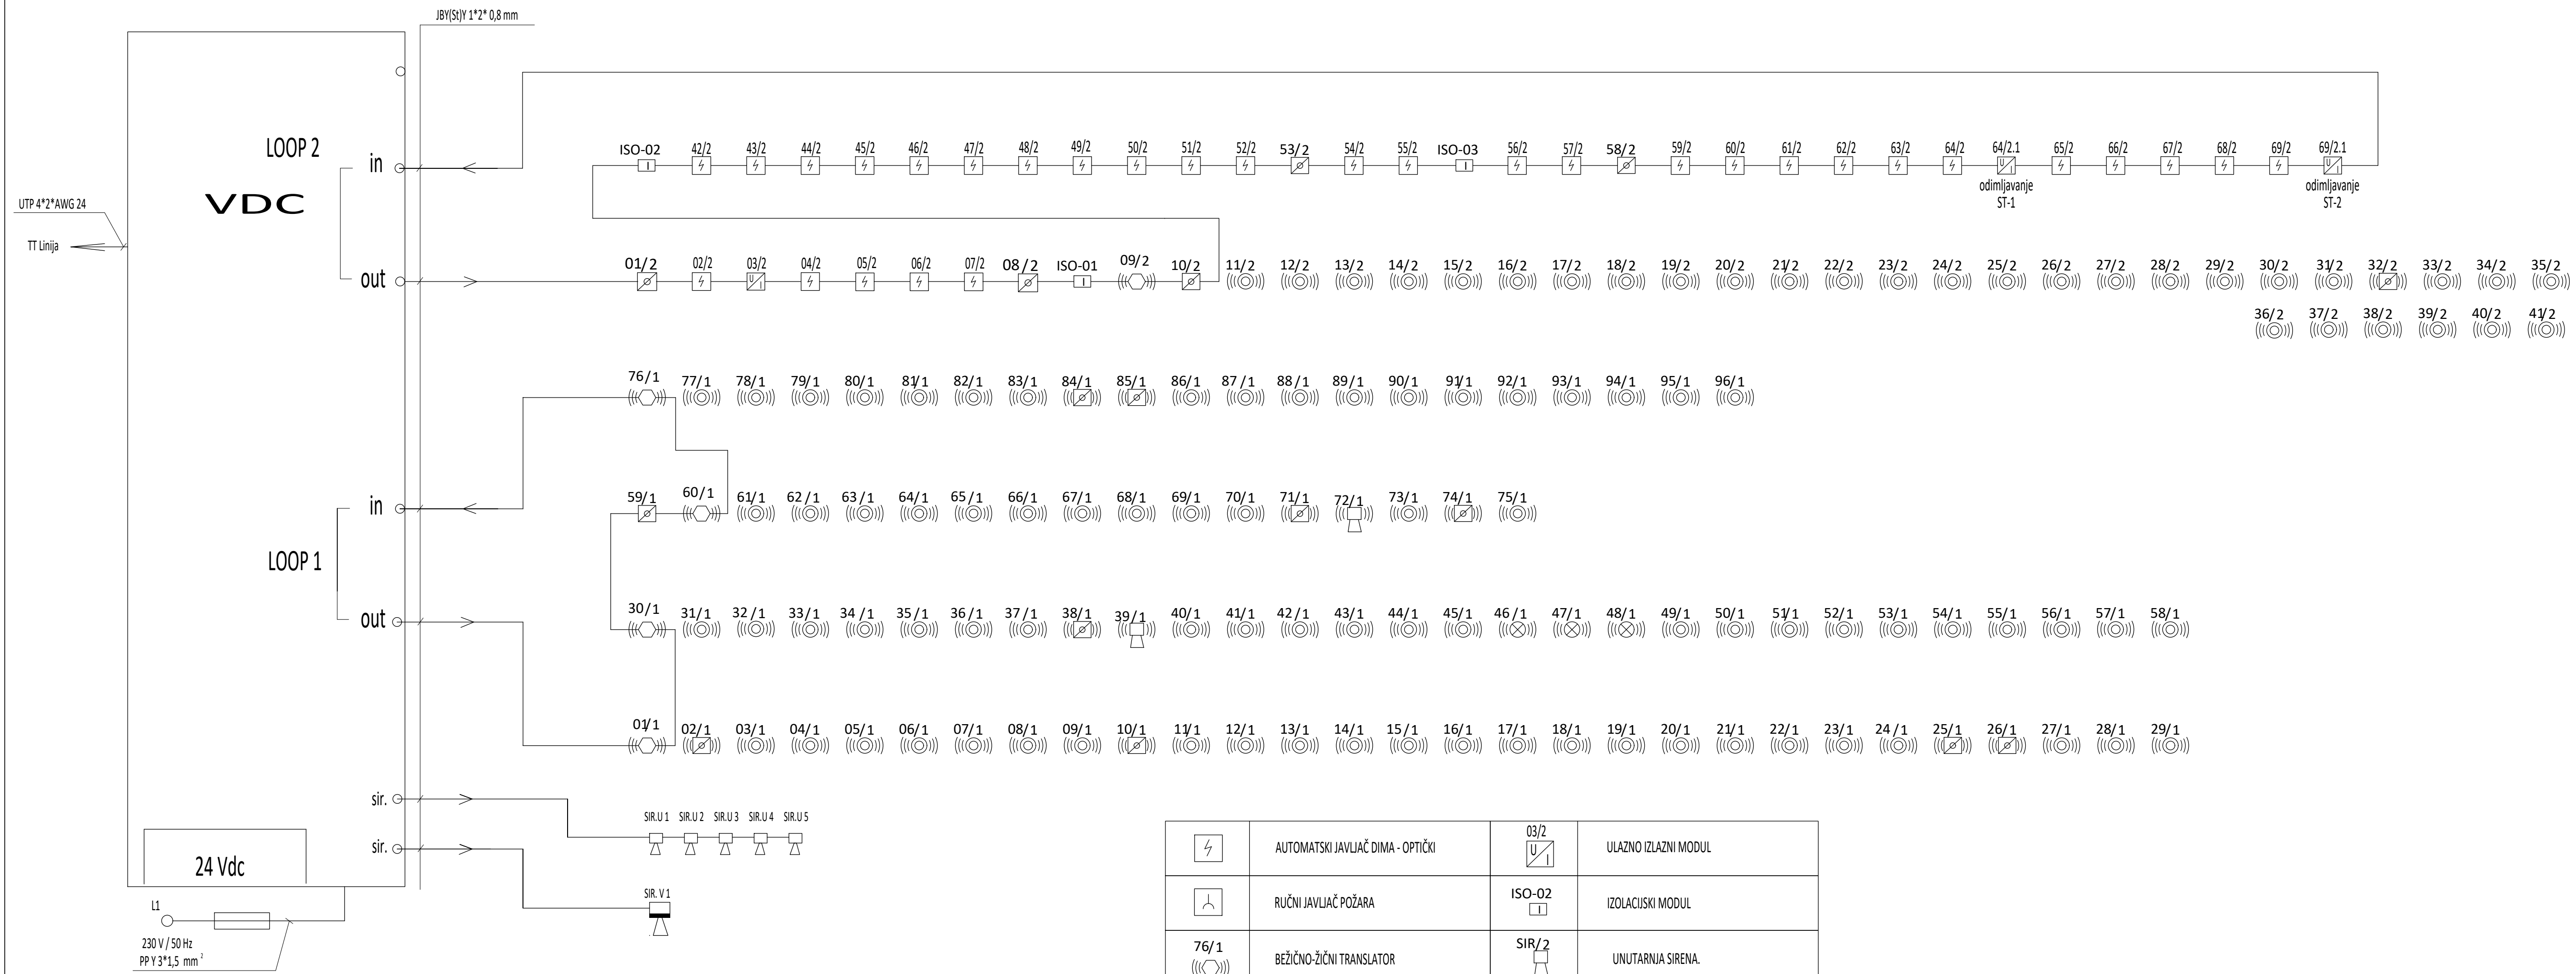 JBY(St)Y 1*2* 0,8 mm
LOOP 2
in
VDC
out
UTP 4*2*AWG 24
TT Linija
ISO-02 42/2 43/2 44/2 45/2 46/2 47/2 48/2 49/2 50/2 51/2 52/2 53/2 54/2 55/2 ISO-03 56/2 57/2 58/2 59/2 60/2 61/2 62/2 63/2 64/2 64/2.1 65/2 66/2 67/2 68/2 69/2 69/2.1
U I U I
odimljavanje odimljavanje
ST-1 ST-2
01/2 02/2 03/2 04/2 05/2 06/2 07/2 08/2 ISO-01 09/2 10/2 11/2 12/2 13/2 14/2 15/2 16/2 17/2 18/2 19/2 20/2 21/2 22/2 23/2 24/2 25/2 26/2 27/2 28/2 29/2 30/2 31/2 32/2 33/2 34/2 35/2
U I
36/2 37/2 38/2 39/2 40/2 41/2
76/1 77/1 78/1 79/1 80/1 81/1 82/1 83/1 84/1 85/1 86/1 87/1 88/1 89/1 90/1 91/1 92/1 93/1 94/1 95/1 96/1
in
LOOP 1
out
59/1 60/1 61/1 62/1 63/1 64/1 65/1 66/1 67/1 68/1 69/1 70/1 71/1 72/1 73/1 74/1 75/1
30/1 31/1 32/1 33/1 34/1 35/1 36/1 37/1 38/1 39/1 40/1 41/1 42/1 43/1 44/1 45/1 46/1 47/1 48/1 49/1 50/1 51/1 52/1 53/1 54/1 55/1 56/1 57/1 58/1
01/1 02/1 03/1 04/1 05/1 06/1 07/1 08/1 09/1 10/1 11/1 12/1 13/1 14/1 15/1 16/1 17/1 18/1 19/1 20/1 21/1 22/1 23/1 24/1 25/1 26/1 27/1 28/1 29/1
sir.
SIR.U 1 SIR.U 2 SIR.U 3 SIR.U 4 SIR.U 5
sir.
SIR. V 1
24 Vdc
L1
230 V / 50 Hz
PP Y 3*1,5 mm 2
AUTOMATSKI JAVLJAČ DIMA - OPTIČKI
03/2
U I
ULAZNO IZLAZNI MODUL
RUČNI JAVLJAČ POŽARA
ISO-02
I
IZOLACIJSKI MODUL
76/1
BEŽIČNO-ŽIČNI TRANSLATOR
SIR/2
UNUTARNJA SIRENA.